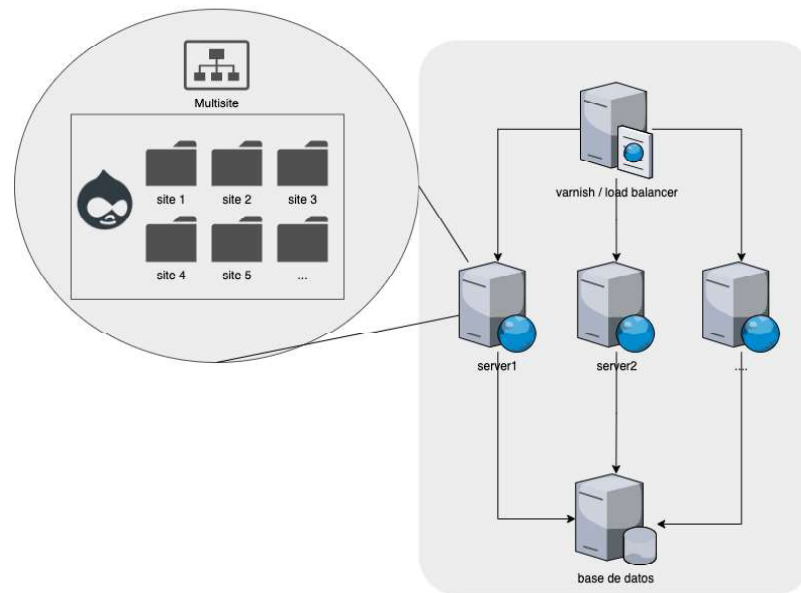 Multisite
site 1 site 2 site 3
site 4 site 5 ...
varnish / load balancer
server1 server2 ....
base de datos